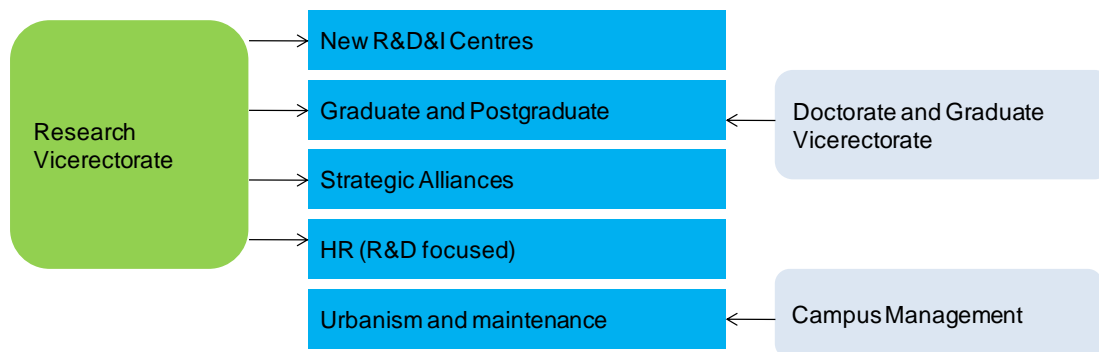 Research
Vicerectorate
New R&D&I Centres
Graduate and Postgraduate
Strategic Alliances
HR (R&D focused)
Urbanism and maintenance
Doctorate and Graduate
Vicerectorate
Campus Management